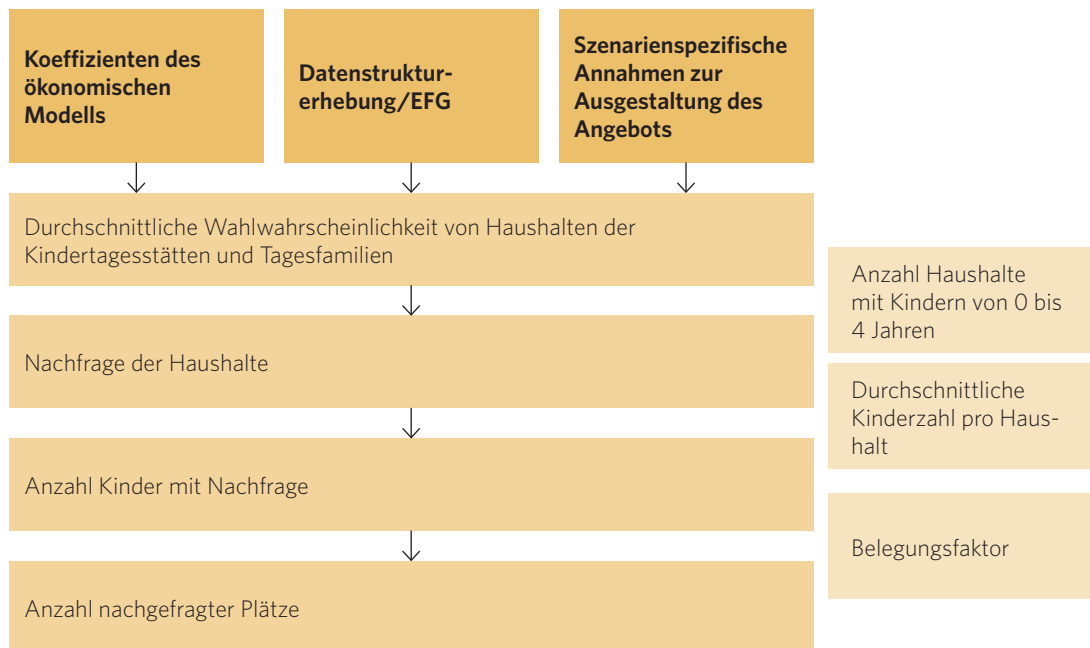 Koeffizienten des
ökonomischen
Modells
Datenstruktur-
erhebung/EFG
Szenarienspezifische
Annahmen zur
Ausgestaltung des
Angebots
Durchschnittliche Wahlwahrscheinlichkeit von Haushalten der
Kindertagesstätten und Tagesfamilien
Anzahl Haushalte
mit Kindern von 0 bis
4 Jahren
Nachfrage der Haushalte
Durchschnittliche
Kinderzahl pro Haus-
halt
Anzahl Kinder mit Nachfrage
Belegungsfaktor
Anzahl nachgefragter Plätze